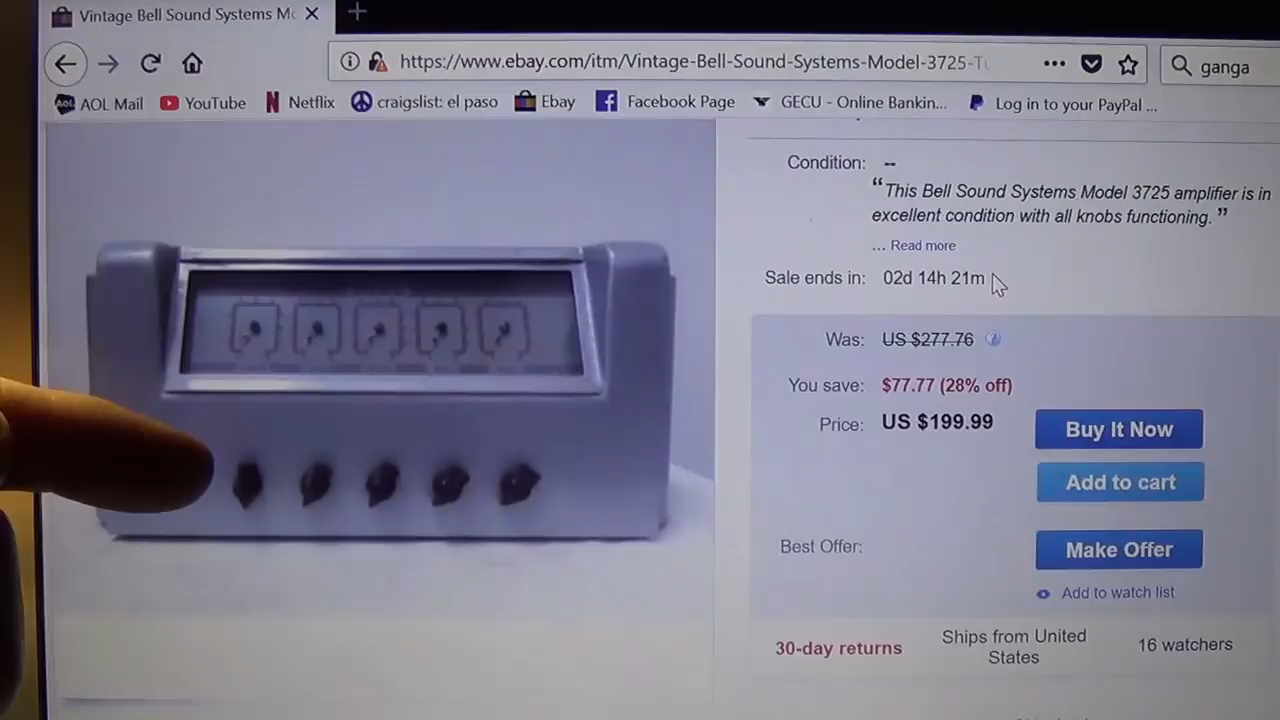 Vintage Bell Sound Systems Mo
https://www.ebay.com/itm/Vintage-Bell-Sound-Systems-Model-3725-Tu
ganga
AOL Mail YouTube Netflix craigslist: el paso Ebay Facebook Page GECU - Online Bankin... Log in to your PayPal ...
Condition: --
“This Bell Sound Systems Model 3725 amplifier is in
excellent condition with all knobs functioning. ”
... Read more
Sale ends in: 02d 14h 21m
Was: US $277.76
You save: $77.77 (28% off)
Price: US $199.99
Buy It Now
Add to cart
Best Offer:
Make Offer
Add to watch list
30-day returns
Ships from United
States
16 watchers